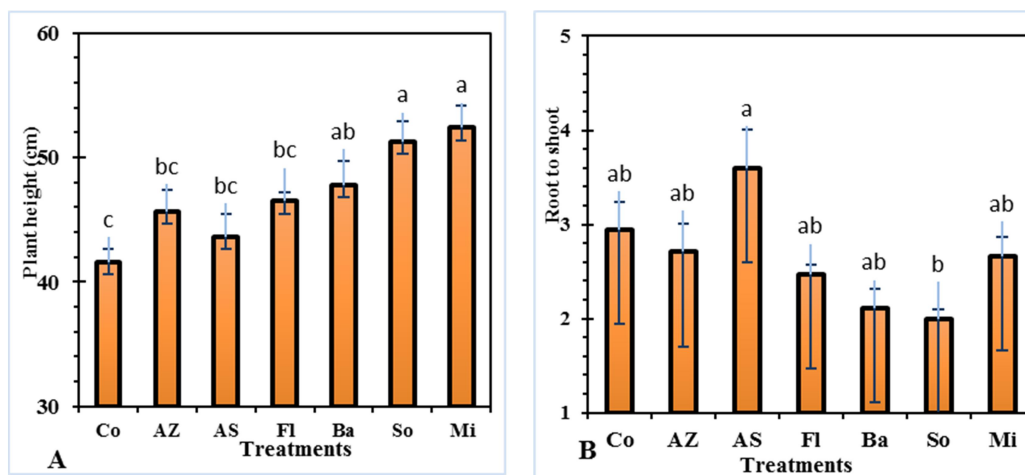 60
50
40
30
Plant height (cm)
c
bc
bc
bc
ab
a
a
Co AZ AS Fl Ba So Mi
Treatments
A
5
4
3
2
1
Root to shoot
ab
ab
a
ab
ab
b
ab
Co AZ AS Fl Ba So Mi
Treatments
B